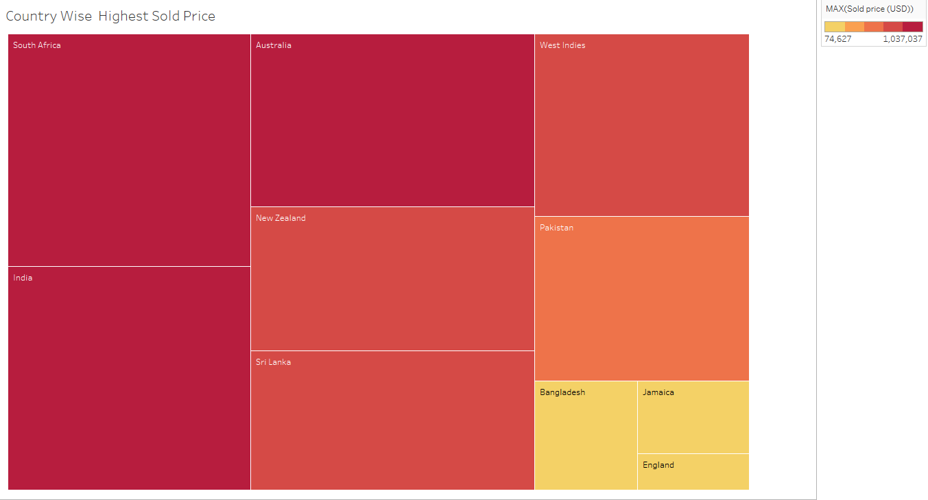 Country Wise Highest Sold Price
MAX(Sold price (USD))
74,627 1,037,037
South Africa
Australia
West Indies
New Zealand
Pakistan
India
Sri Lanka
Bangladesh
Jamaica
England